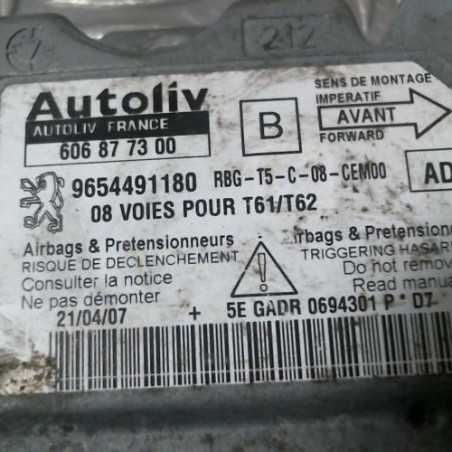 212
Autoliv
AUTOLIV FRANCE
606 87 73 00
B
SENS DE MONTAGE
IMPERATIF
AVANT
FORWARD
9654491180 RBG-T5-C-08-CEM00
AD
08 VOIES POUR T61/T62
Airbags & Pretensionneurs
RISQUE DE DECLENCHEMENT
Consulter la notice
Ne pas démonter
irbags & Pretensionners
TRIGGERING HASAR
Do not remov
Read manua
21/04/07 + 5E GADR 0694301 P * D7